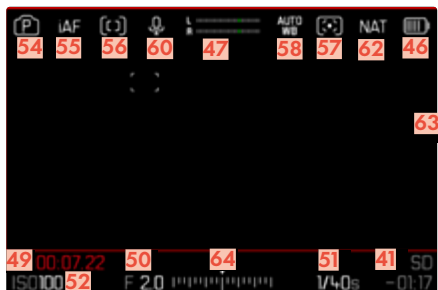 P iAF L R AUTO WB NAT
54 55 56 60 47 58 57 62 46
63
49 50 64 51 41
00:07.22 SD
ISO100 52 F 2.0 1/40s -01:17